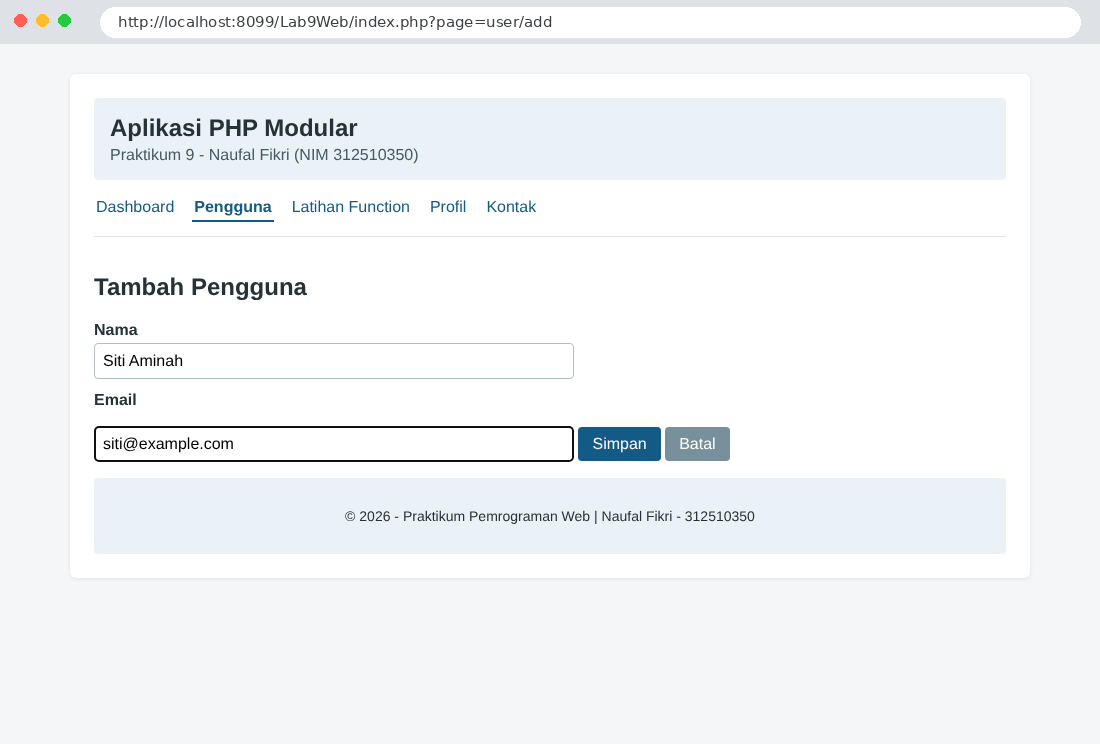 http://localhost:8099/Lab9Web/index.php?page=user/add
Aplikasi PHP Modular
Praktikum 9 - Naufal Fikri (NIM 312510350)
Dashboard Pengguna Latihan Function Profil Kontak
Tambah Pengguna
Nama
Siti Aminah
Email
siti@example.com Simpan Batal
© 2026 - Praktikum Pemrograman Web | Naufal Fikri - 312510350